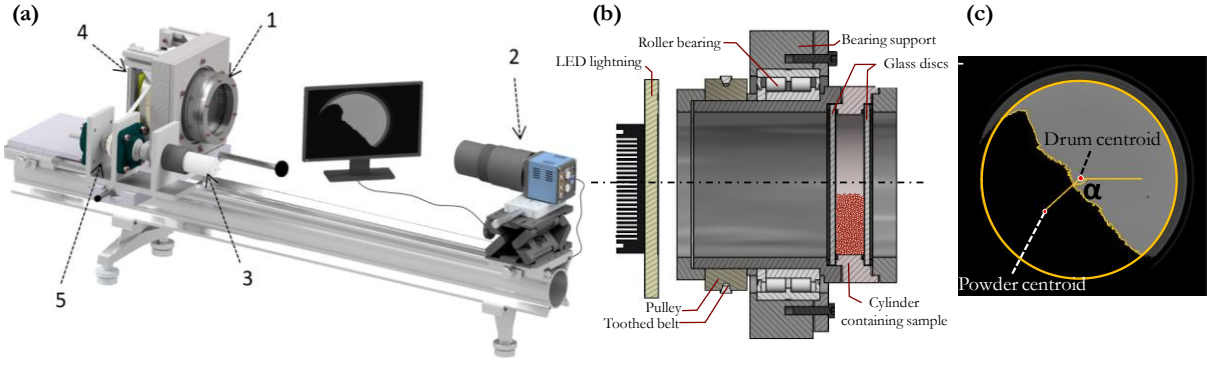 (a)
1
4
2
3
5
(b)
Roller bearing
Bearing support
LED lightning
Glass discs
Pulley
Toothed belt
Cylinder
containing sample
(c)
Drum centroid
α
Powder centroid